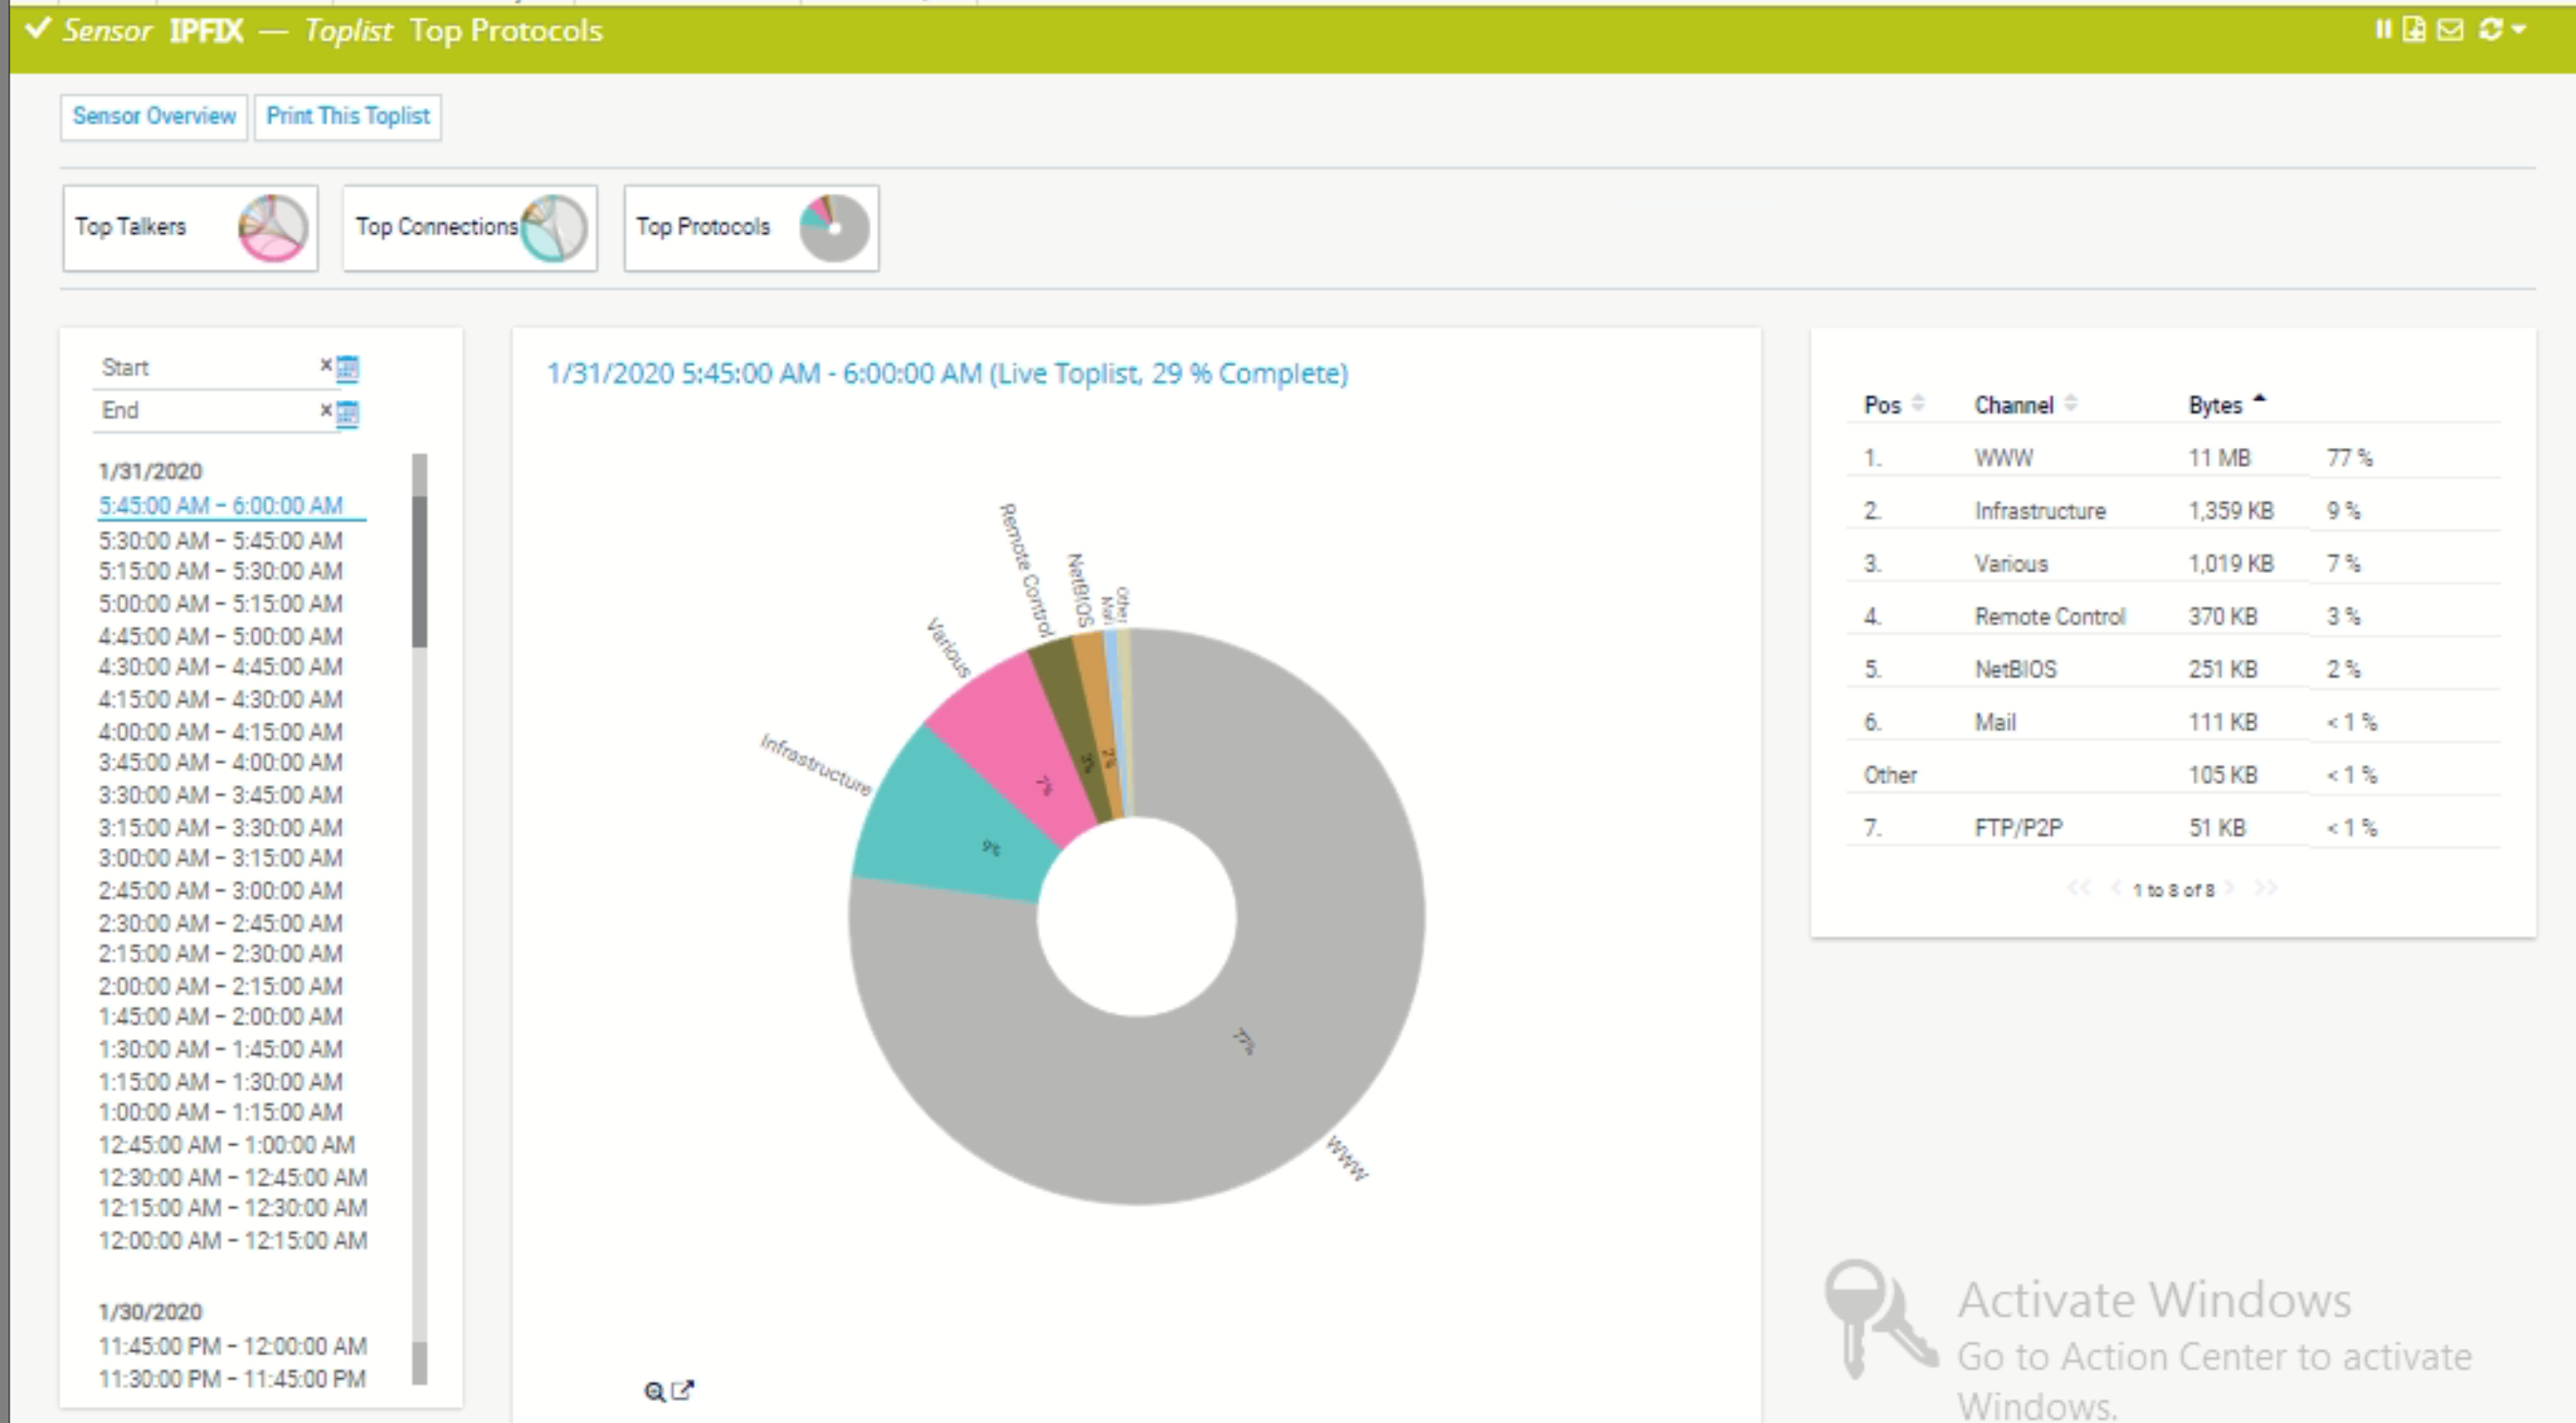 Sensor IPFIX — Toplist Top Protocols
Sensor Overview
Print This Toplist
Top Talkers
Top Connections
Top Protocols
Start
End
1/31/2020
5:45:00 AM – 6:00:00 AM
5:30:00 AM – 5:45:00 AM
5:15:00 AM – 5:30:00 AM
5:00:00 AM – 5:15:00 AM
4:45:00 AM – 5:00:00 AM
4:30:00 AM – 4:45:00 AM
4:15:00 AM – 4:30:00 AM
4:00:00 AM – 4:15:00 AM
3:45:00 AM – 4:00:00 AM
3:30:00 AM – 3:45:00 AM
3:15:00 AM – 3:30:00 AM
3:00:00 AM – 3:15:00 AM
2:45:00 AM – 3:00:00 AM
2:30:00 AM – 2:45:00 AM
2:15:00 AM – 2:30:00 AM
2:00:00 AM – 2:15:00 AM
1:45:00 AM – 2:00:00 AM
1:30:00 AM – 1:45:00 AM
1:15:00 AM – 1:30:00 AM
1:00:00 AM – 1:15:00 AM
12:45:00 AM – 1:00:00 AM
12:30:00 AM – 12:45:00 AM
12:15:00 AM – 12:30:00 AM
12:00:00 AM – 12:15:00 AM
1/30/2020
11:45:00 PM – 12:00:00 AM
11:30:00 PM – 11:45:00 PM
1/31/2020 5:45:00 AM - 6:00:00 AM (Live Toplist, 29 % Complete)
Remote Control
NetBIOS
Mail
Other
Various
Infrastructure
3%
2%
7%
9%
77%
WWW
Pos Channel Bytes
1. WWW 11 MB 77 %
2. Infrastructure 1,359 KB 9 %
3. Various 1,019 KB 7 %
4. Remote Control 370 KB 3 %
5. NetBIOS 251 KB 2 %
6. Mail 111 KB < 1 %
Other 105 KB < 1 %
7. FTP/P2P 51 KB < 1 %
<< < 1 to 8 of 8 > >>
Activate Windows
Go to Action Center to activate
Windows.